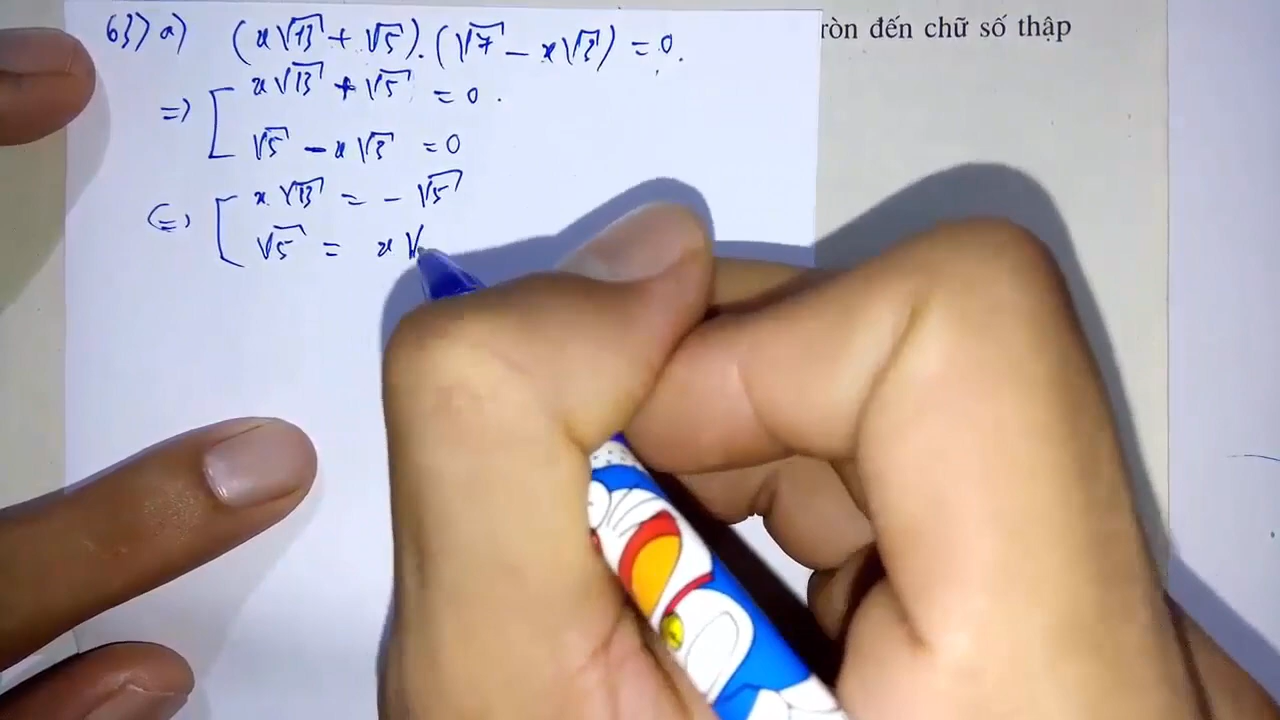 63) a) (x√13 + √5).(√7 - x√3) = 0.
ròn đến chữ số thập
=> [ x√13 + √5 = 0.
√5 - x√3 = 0
<=> [ x.√13 = - √5
√5 = x√